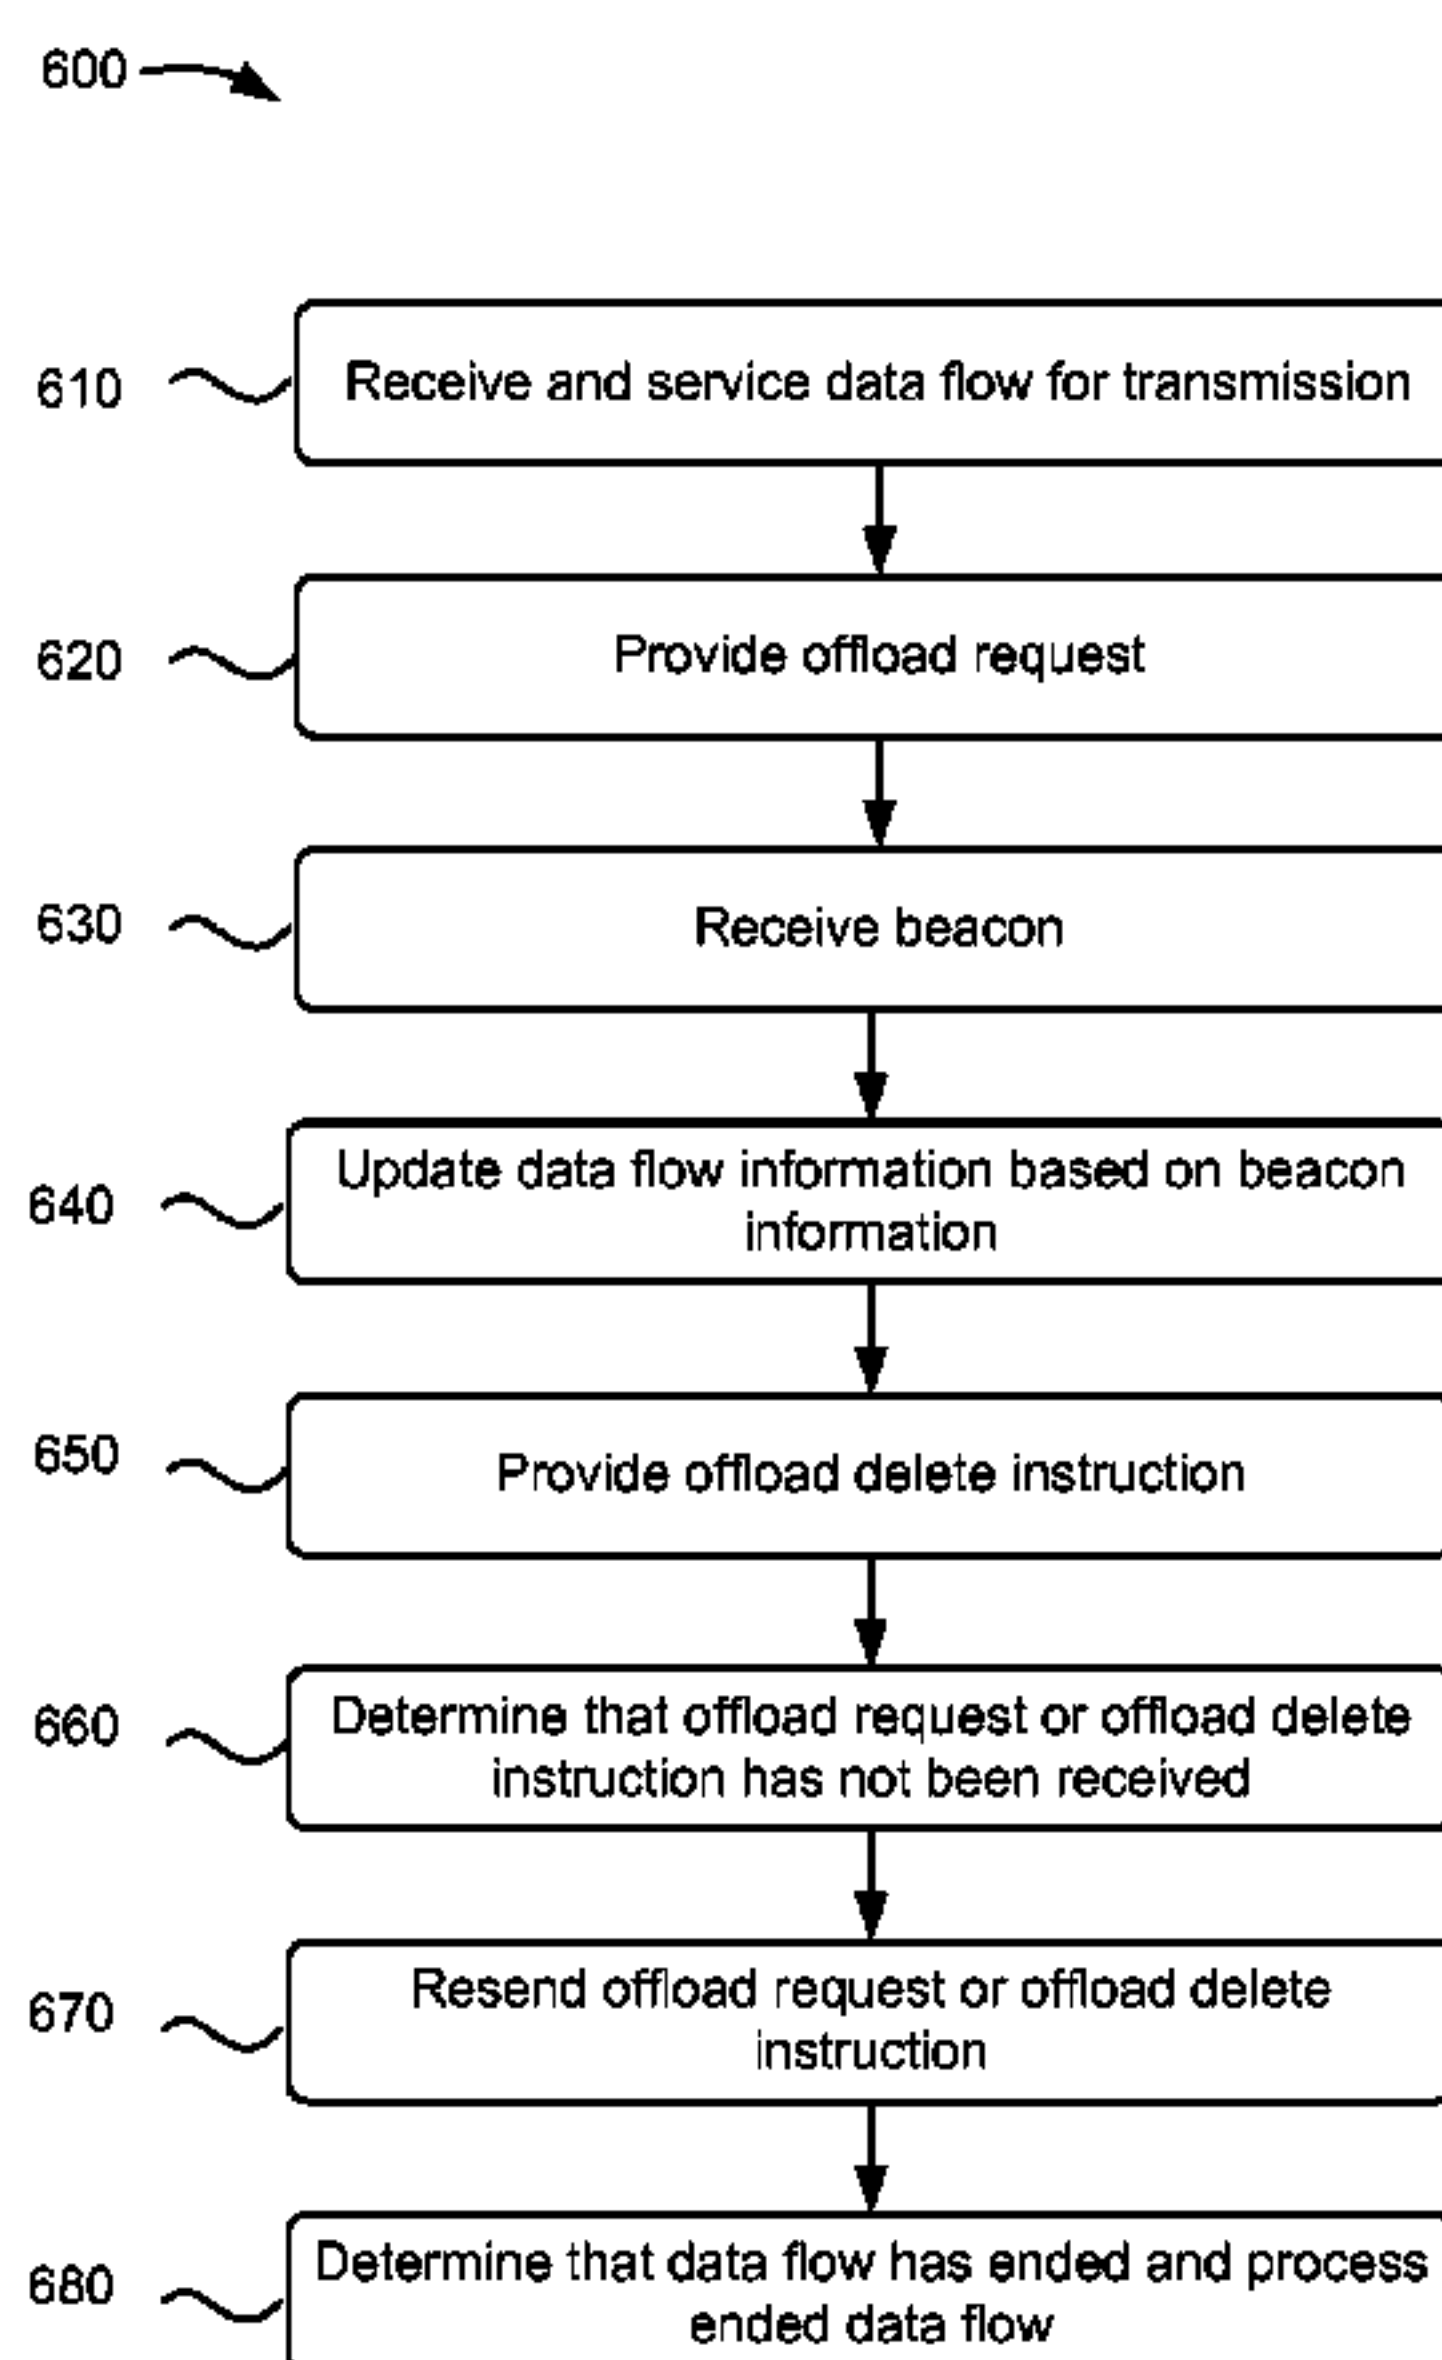 600
610 Receive and service data flow for transmission
620 Provide offload request
630 Receive beacon
640 Update data flow information based on beacon
information
650 Provide offload delete instruction
660 Determine that offload request or offload delete
instruction has not been received
670 Resend offload request or offload delete
instruction
680 Determine that data flow has ended and process
ended data flow